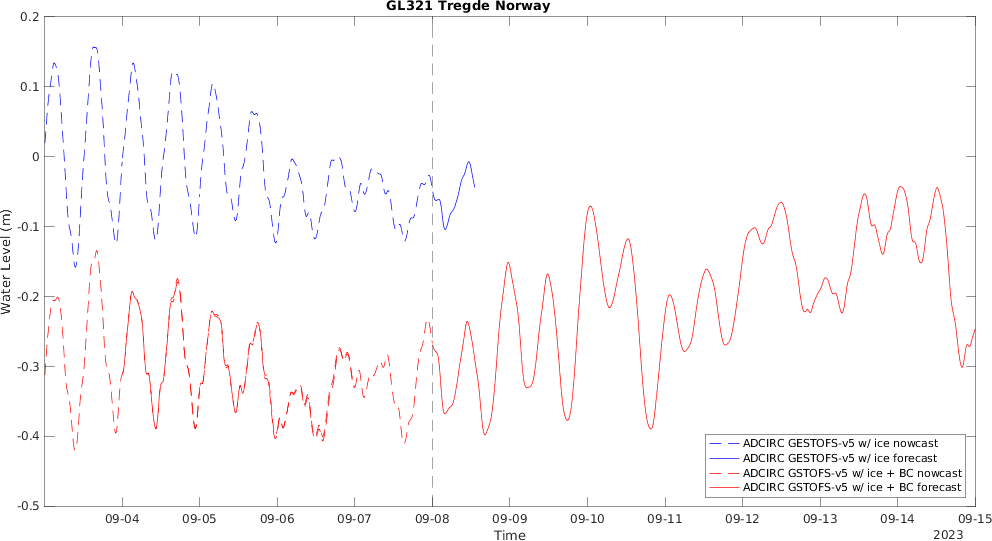 GL321 Tregde Norway
Water Level (m)
0.2
0.1
0
-0.1
-0.2
-0.3
-0.4
-0.5
ADCIRC GESTOFS-v5 w/ ice nowcast
ADCIRC GESTOFS-v5 w/ ice forecast
ADCIRC GSTOFS-v5 w/ ice + BC nowcast
ADCIRC GSTOFS-v5 w/ ice + BC forecast
09-04 09-05 09-06 09-07 09-08 09-09 09-10 09-11 09-12 09-13 09-14 09-15
Time
2023